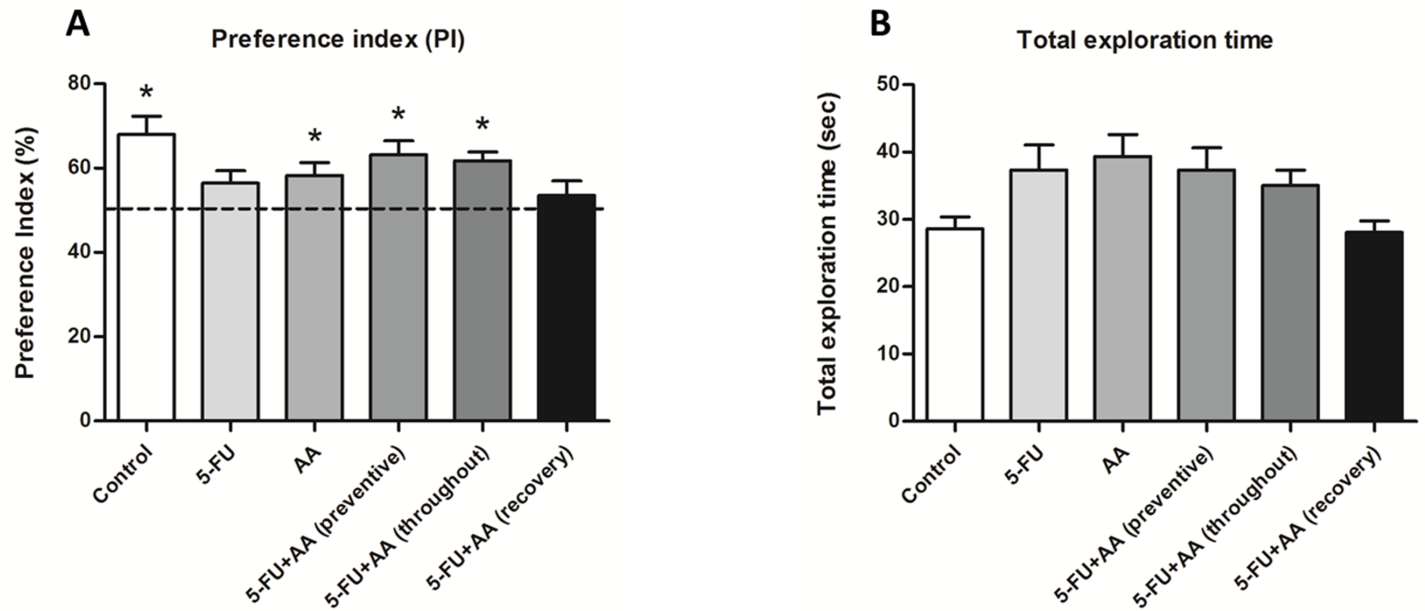 A
Preference index (PI)
Preference Index (%)
80
60
40
20
0
*
*
*
*
Control
5-FU
AA
5-FU+AA (preventive)
5-FU+AA (throughout)
5-FU+AA (recovery)
B
Total exploration time
Total exploration time (sec)
50
40
30
20
10
0
Control
5-FU
AA
5-FU+AA (preventive)
5-FU+AA (throughout)
5-FU+AA (recovery)